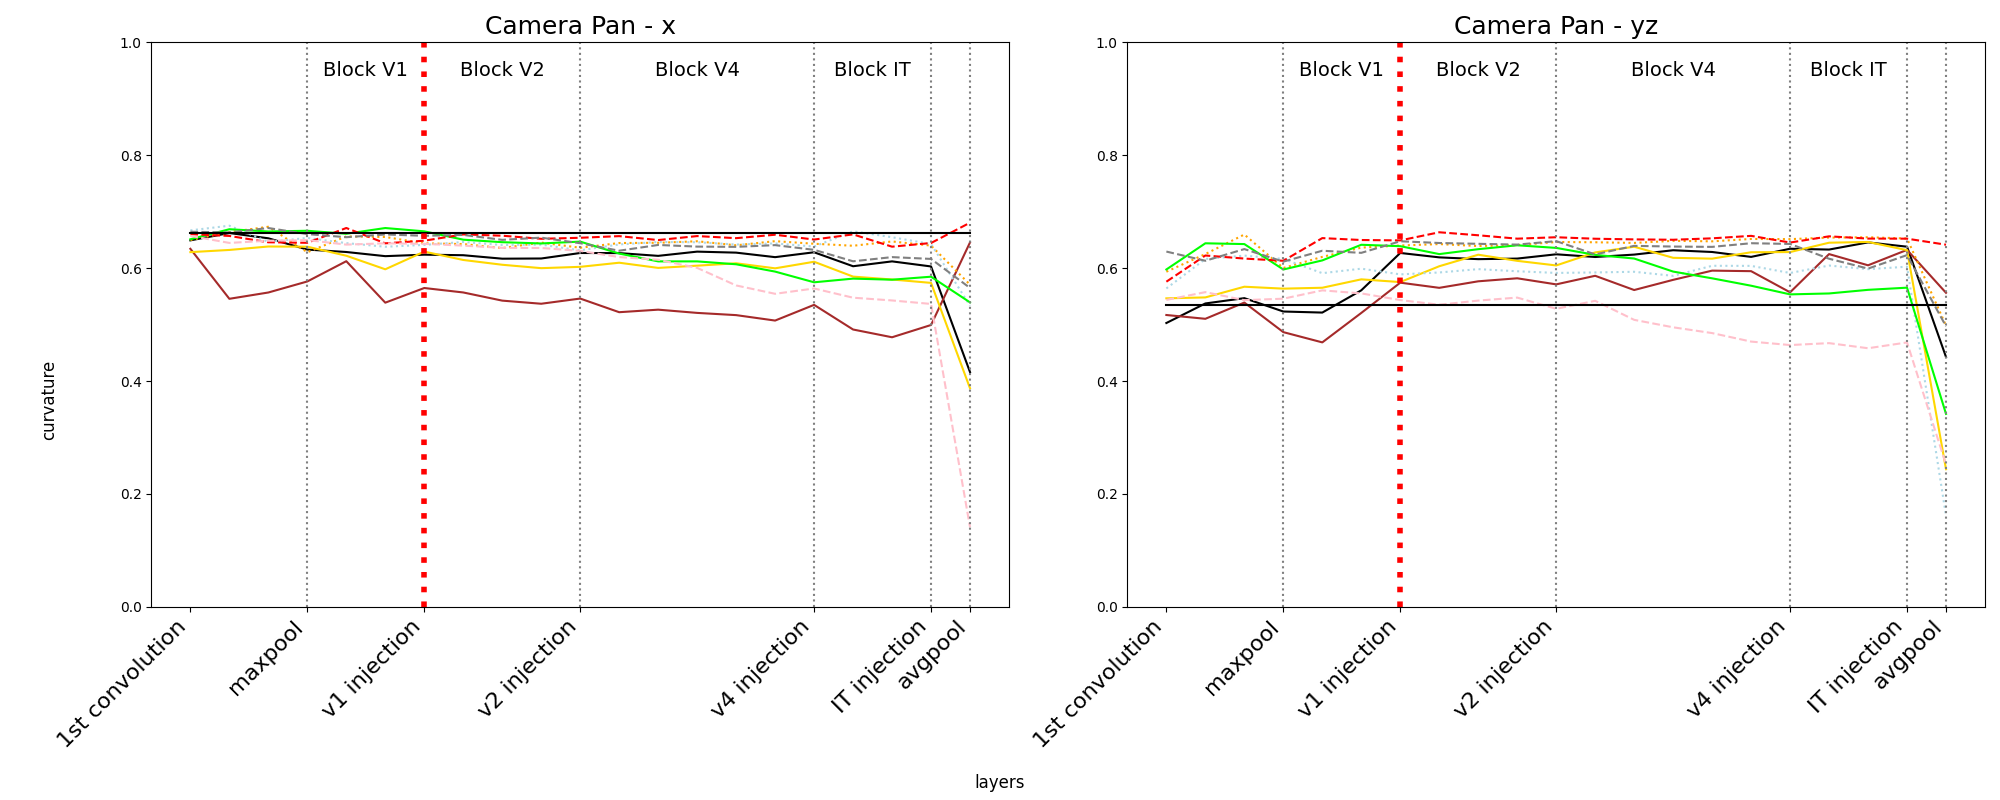 Camera Pan - x
Camera Pan - yz
1.0
0.8
0.6
0.4
0.2
0.0
Block V1
Block V2
Block V4
Block IT
1.0
0.8
0.6
0.4
0.2
0.0
Block V1
Block V2
Block V4
Block IT
curvature
1st convolution
maxpool
v1 injection
v2 injection
v4 injection
IT injection
avgpool
1st convolution
maxpool
v1 injection
v2 injection
v4 injection
IT injection
avgpool
layers